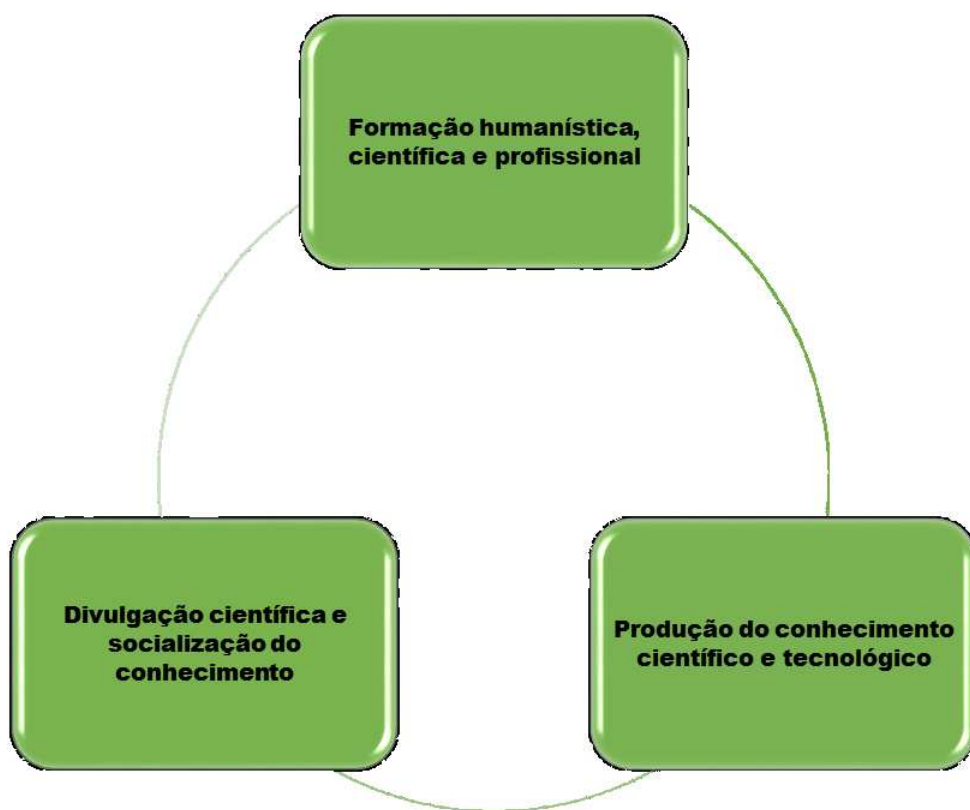 Formação humanística,
científica e profissional
Divulgação científica e
socialização do
conhecimento
Produção do conhecimento
científico e tecnológico